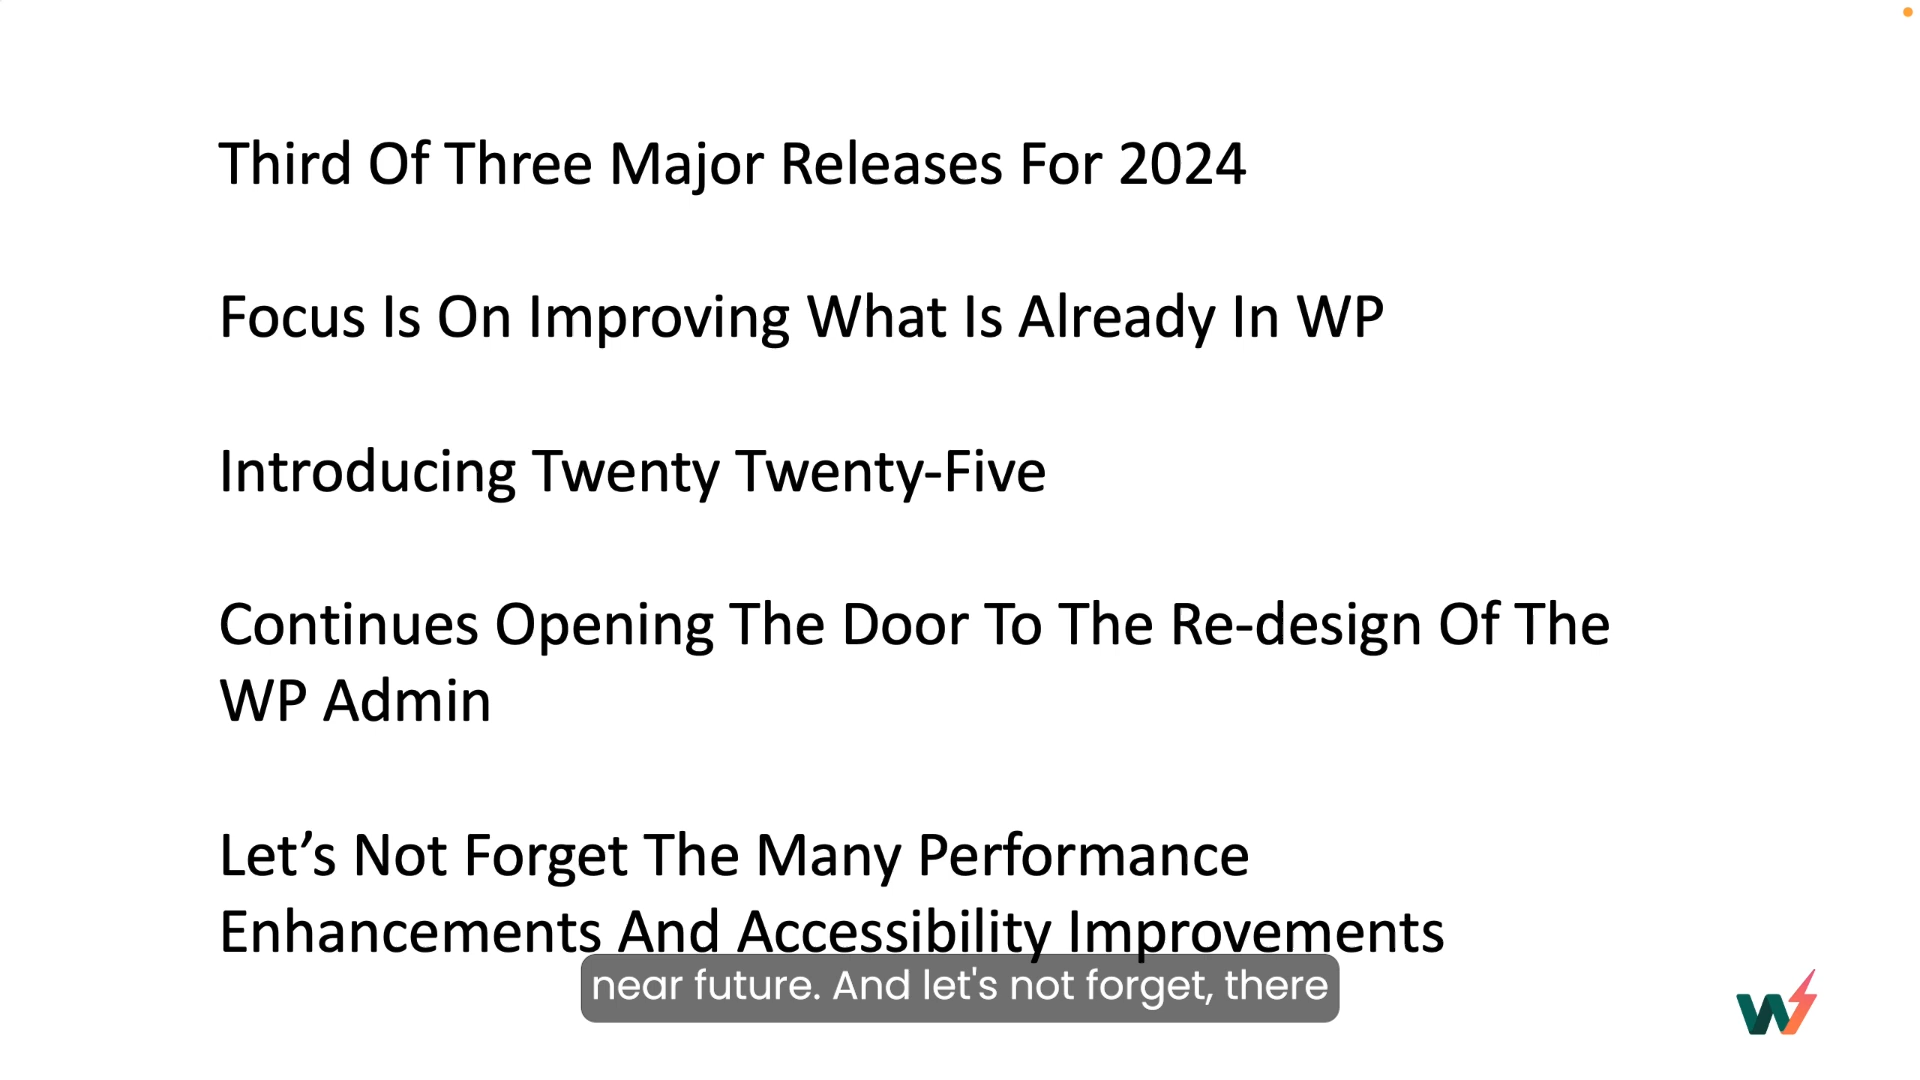 Third Of Three Major Releases For 2024
Focus Is On Improving What Is Already In WP
Introducing Twenty Twenty-Five
Continues Opening The Door To The Re-design Of The
WP Admin
Let’s Not Forget The Many Performance
Enhancements And Accessibility Improvements
near future. And let's not forget, there